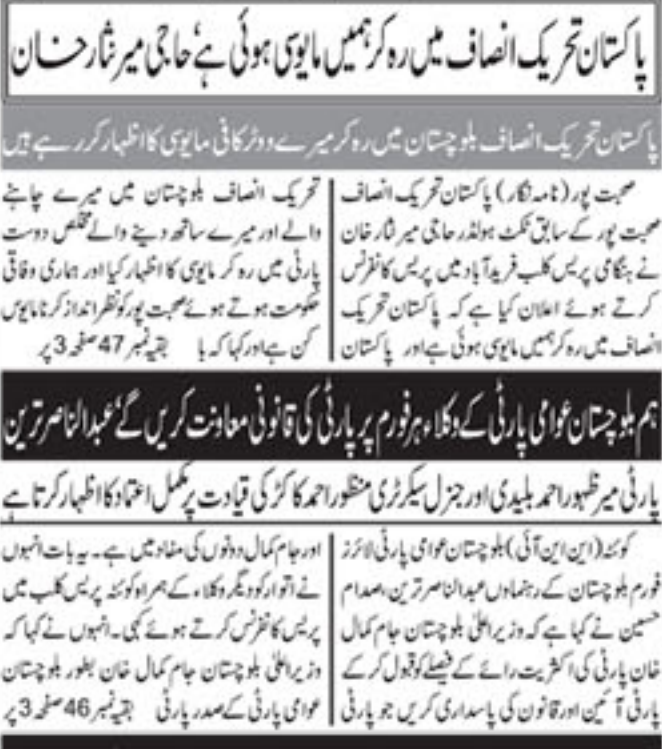 پاکستان تحریک انصاف میں رہ کر ہمیں مایوسی ہوئی ہے، حاجی میر نثار خان
پاکستان تحریک انصاف بلوچستان میں رہ کر میرے ووٹر کافی مایوسی کا اظہار کر رہے ہیں
صحبت پور (نامہ نگار) پاکستان تحریک انصاف
صحبت پور کے سابق ٹکٹ ہولڈر حاجی میر نثار خان
نے ہنگامی پریس کلب فریدآباد میں پریس کانفرنس
کرتے ہوئے اعلان کیا ہے کہ پاکستان تحریک
انصاف میں رہ کر ہمیں مایوسی ہوئی ہے اور پاکستان
تحریک انصاف بلوچستان میں میرے چاہنے
والے اور میرے ساتھ دینے والے مخلص دوست
پارٹی میں رہ کر مایوسی کا اظہار کیا اور ہماری وفاقی
حکومت ہوتے ہوئے صحبت پور کو نظر انداز کرنا مایوس
کن ہے اور کہا کہ با بقیہ نمبر 47 صفحہ 3 پر
ہم بلوچستان عوامی پارٹی کے وکلاء ہر فورم پر پارٹی کی قانونی معاونت کریں گے، عبدالناصر ترین
پارٹی میر ظہور احمد بلیدی اور جنرل سیکرٹری منظور احمد کاکڑ کی قیادت پر مکمل اعتماد کا اظہار کرتا ہے
کوئٹہ (این این آئی) بلوچستان عوامی پارٹی لائرز
فورم بلوچستان کے رہنماوں عبدالناصر ترین، صدام
حسین نے کہا ہے کہ وزیراعلیٰ بلوچستان جام کمال
خان پارٹی کی اکثریت رائے کے فیصلے کو قبول کر کے
پارٹی آئین اور قانون کی پاسداری کریں جو پارٹی
اور جام کمال دونوں کی مفاد میں ہے۔ یہ بات انہوں
نے اتوار کو دیگر وکلاء کے ہمراہ کوئٹہ پریس کلب میں
پریس کانفرنس کرتے ہوئے کہی۔ انہوں نے کہا کہ
وزیراعلیٰ بلوچستان جام کمال خان بطور بلوچستان
عوامی پارٹی کے صدر پارٹی بقیہ نمبر 46 صفحہ 3 پر